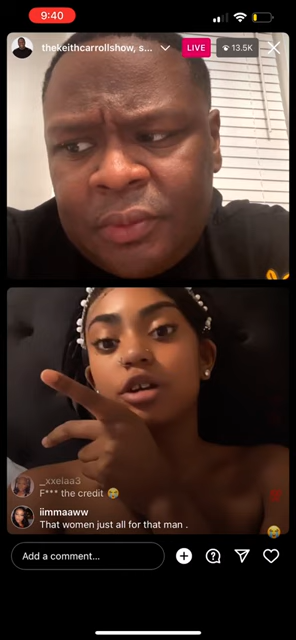 9:40
thekeithcarrollshow, s...
LIVE
13.5K
_xxelaa3
F*** the credit 😭
iimmaaww
That women just all for that man .
Add a comment...